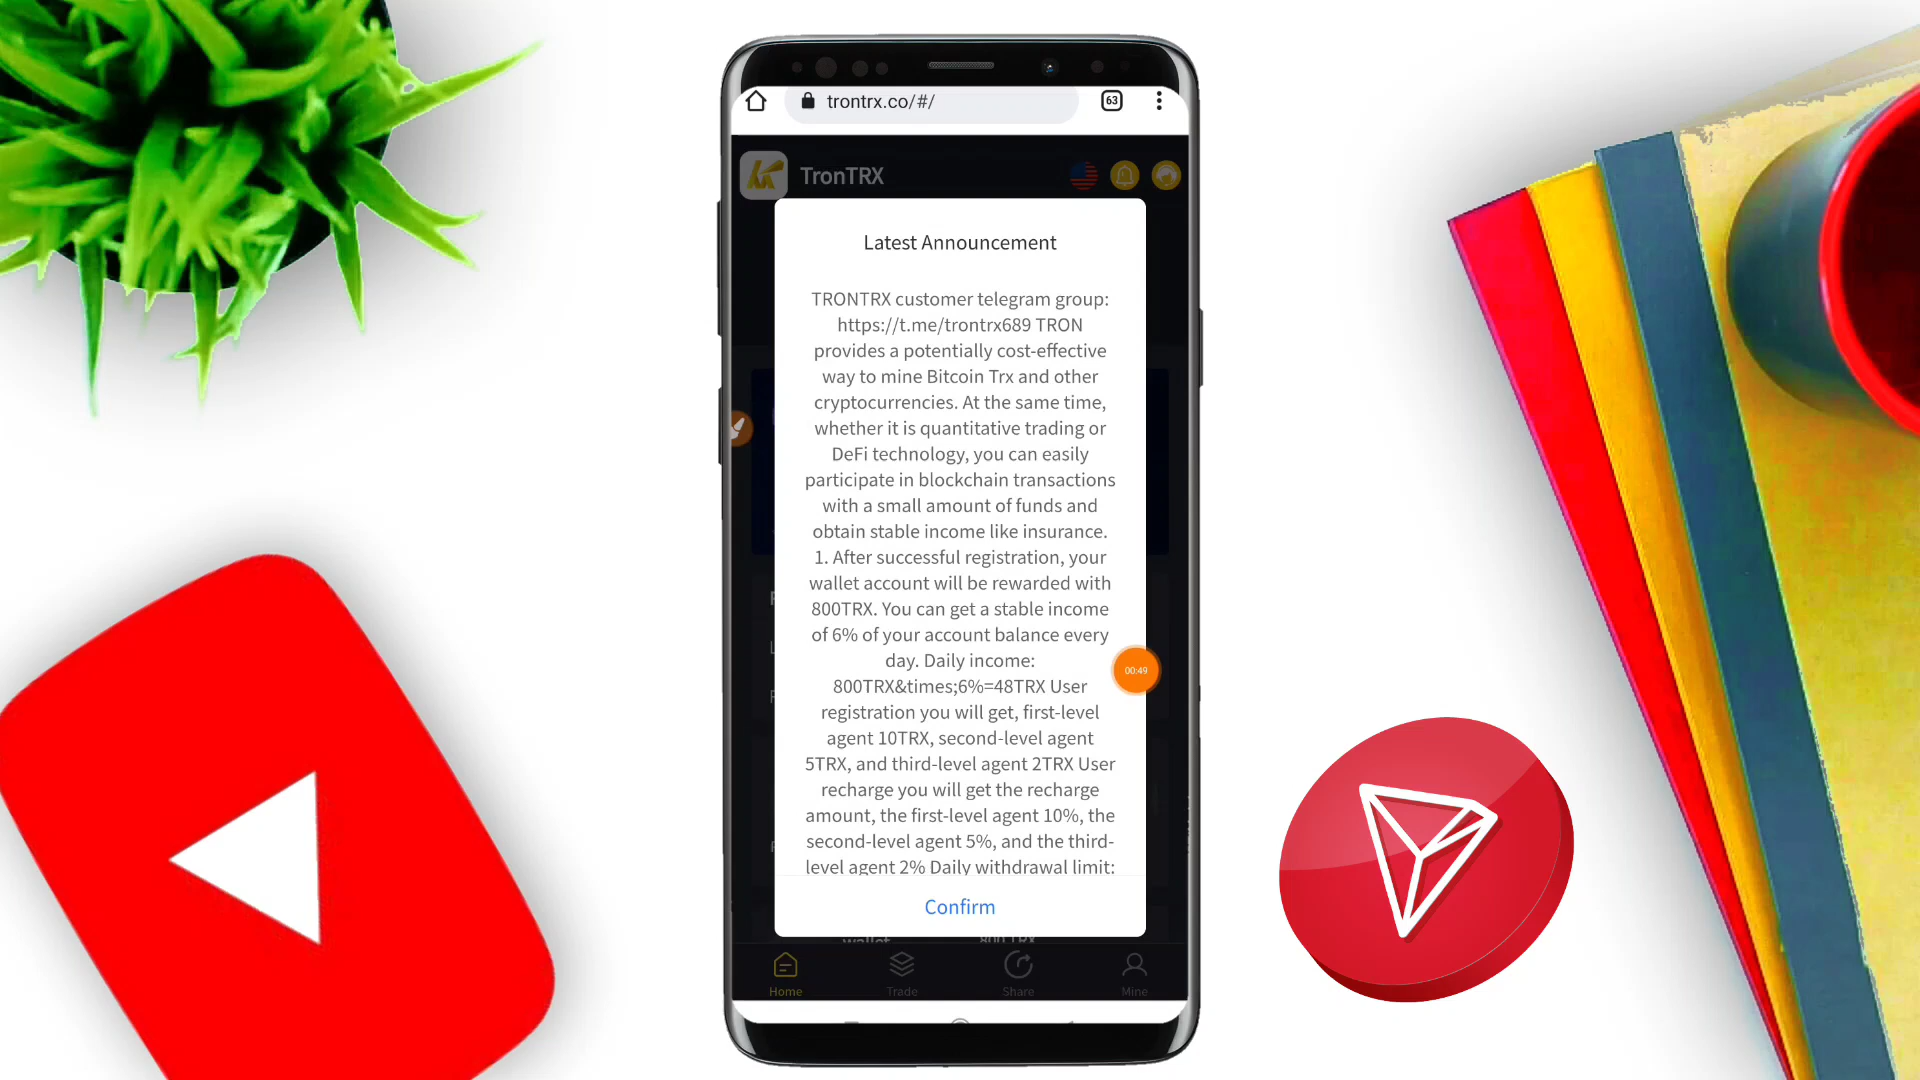 trontrx.co/#/
63
TronTRX
Latest Announcement
TRONTRX customer telegram group:
https://t.me/trontrx689 TRON
provides a potentially cost-effective
way to mine Bitcoin Trx and other
cryptocurrencies. At the same time,
whether it is quantitative trading or
DeFi technology, you can easily
participate in blockchain transactions
with a small amount of funds and
obtain stable income like insurance.
1. After successful registration, your
wallet account will be rewarded with
800TRX. You can get a stable income
of 6% of your account balance every
day. Daily income:
800TRX&times;6%=48TRX User
registration you will get, first-level
agent 10TRX, second-level agent
5TRX, and third-level agent 2TRX User
recharge you will get the recharge
amount, the first-level agent 10%, the
second-level agent 5%, and the third-
level agent 2% Daily withdrawal limit:
00:49
Confirm
wallet 800 TRX
Home Trade Share Mine